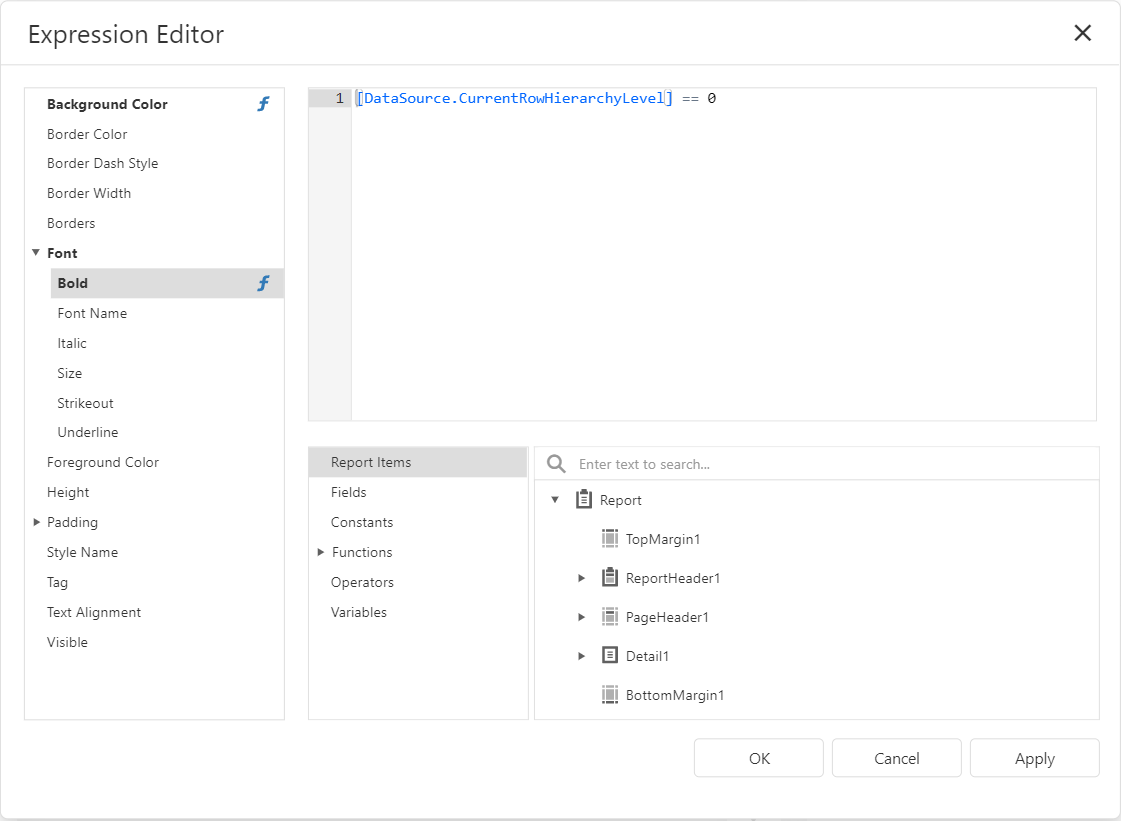 Expression Editor
Background Color
Border Color
Border Dash Style
Border Width
Borders
Font
Bold
Font Name
Italic
Size
Strikeout
Underline
Foreground Color
Height
Padding
Style Name
Tag
Text Alignment
Visible
1 [DataSource.CurrentRowHierarchyLevel] == 0
Report Items
Fields
Constants
Functions
Operators
Variables
Enter text to search...
Report
TopMargin1
ReportHeader1
PageHeader1
Detail1
BottomMargin1
OK Cancel Apply